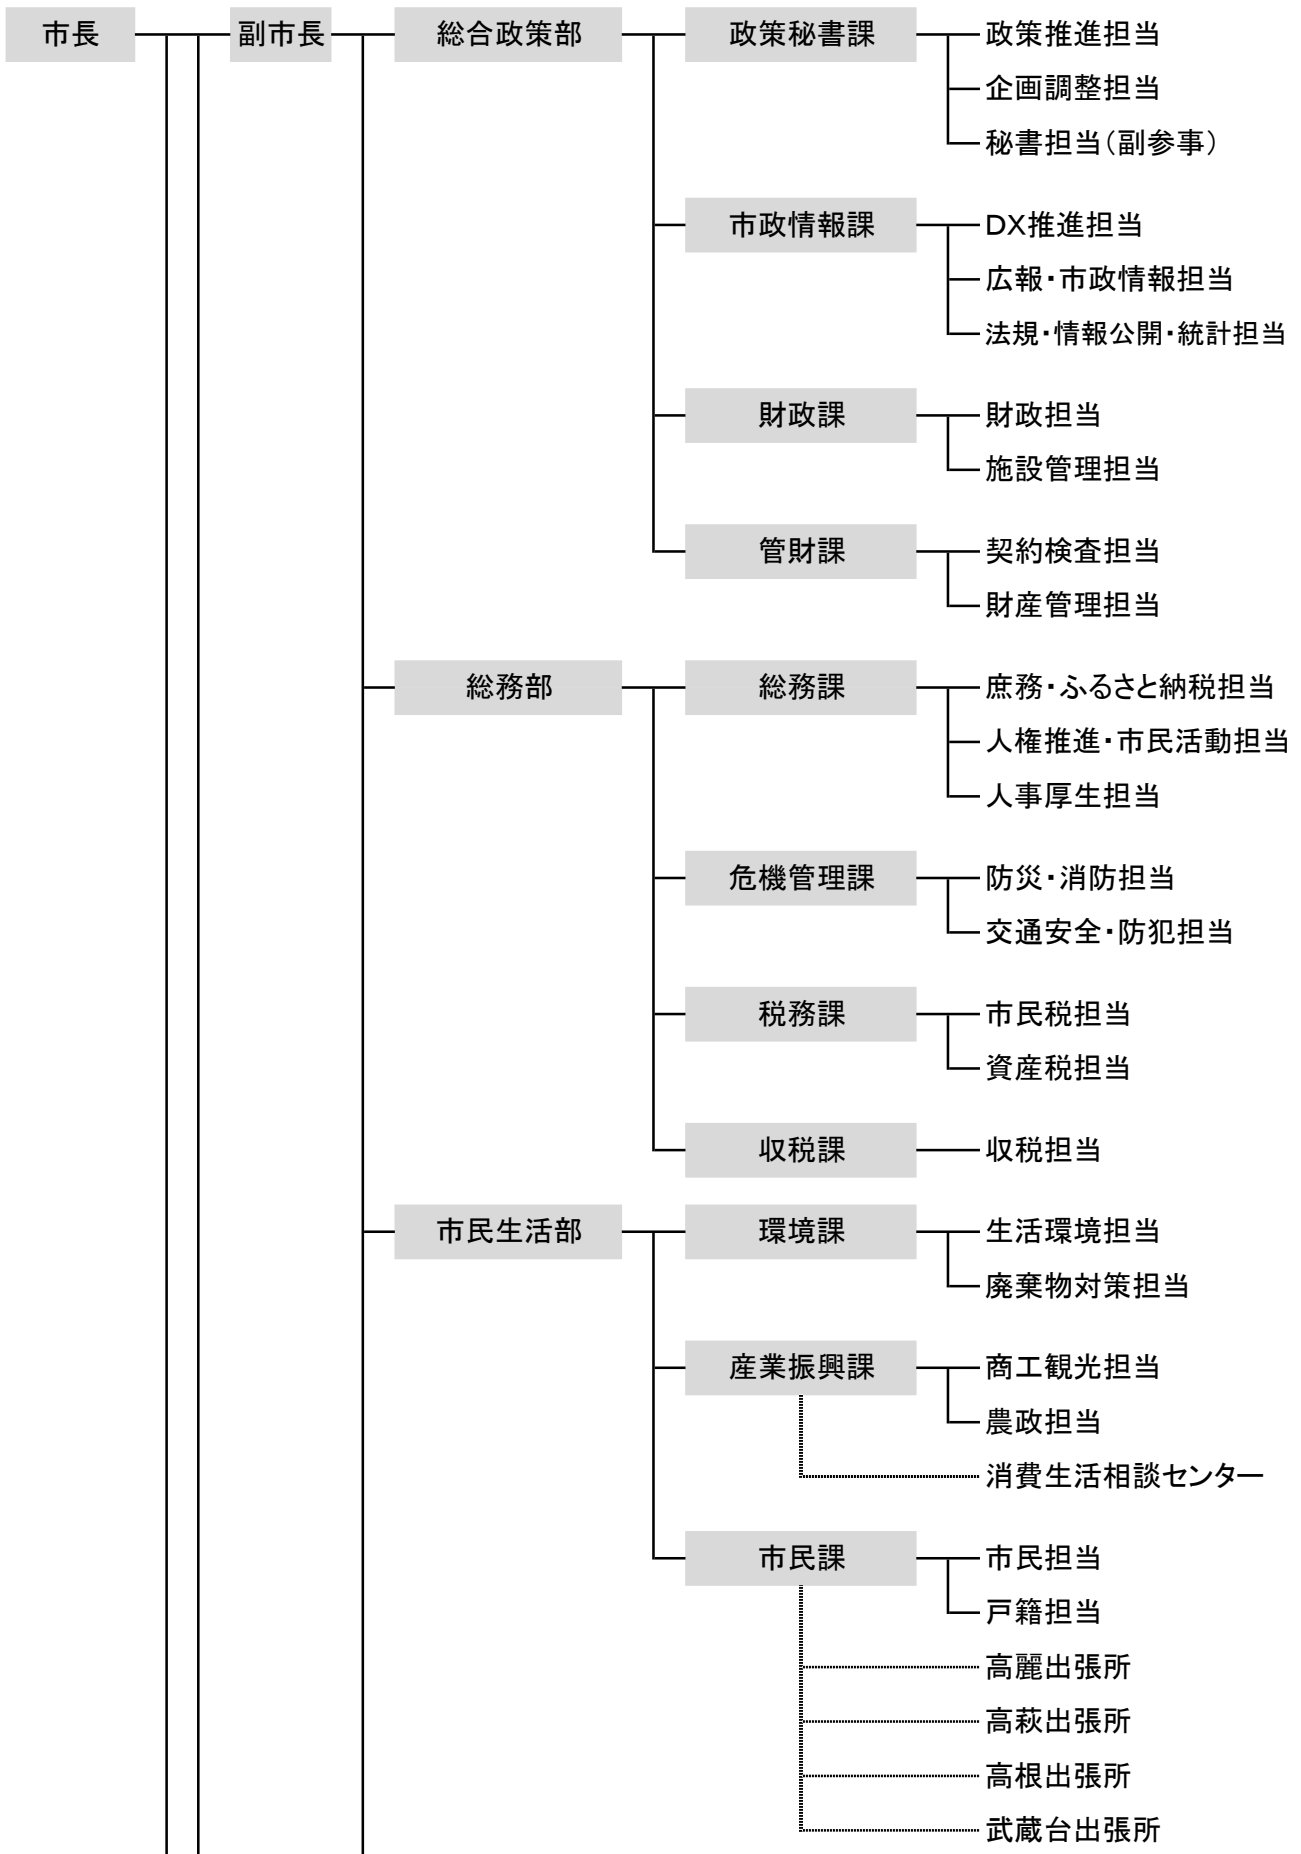 市長 副市長 総合政策部 政策秘書課 政策推進担当
企画調整担当
秘書担当(副参事)
市政情報課 DX推進担当
広報・市政情報担当
法規・情報公開・統計担当
財政課 財政担当
施設管理担当
管財課 契約検査担当
財産管理担当
総務部 総務課 庶務・ふるさと納税担当
人権推進・市民活動担当
人事厚生担当
危機管理課 防災・消防担当
交通安全・防犯担当
税務課 市民税担当
資産税担当
収税課 収税担当
市民生活部 環境課 生活環境担当
廃棄物対策担当
産業振興課 商工観光担当
農政担当
消費生活相談センター
市民課 市民担当
戸籍担当
高麗出張所
高萩出張所
高根出張所
武蔵台出張所